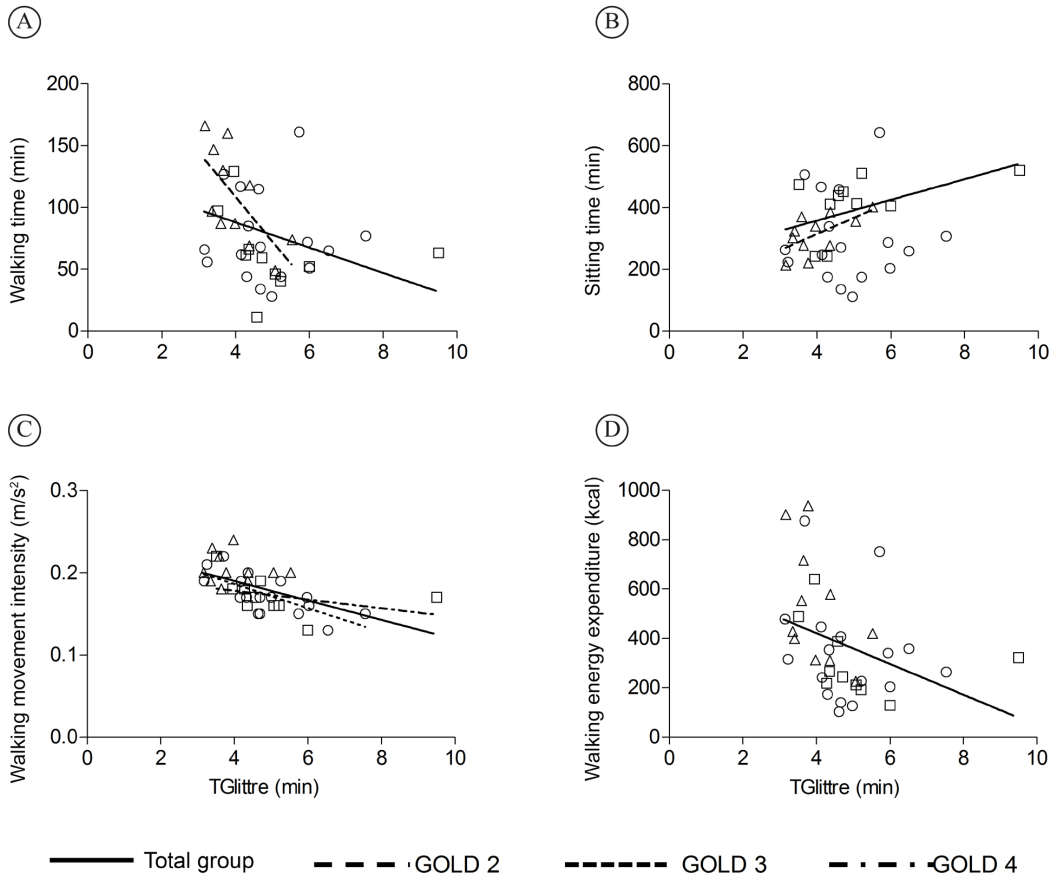 A
Walking time (min)
200
150
100
50
0
0 2 4 6 8 10
B
Sitting time (min)
800
600
400
200
0
0 2 4 6 8 10
C
Walking movement intensity (m/s²)
0.3
0.2
0.1
0.0
0 2 4 6 8 10
TGlittre (min)
D
Walking energy expenditure (kcal)
1000
800
600
400
200
0
0 2 4 6 8 10
TGlittre (min)
Total group GOLD 2 GOLD 3 GOLD 4